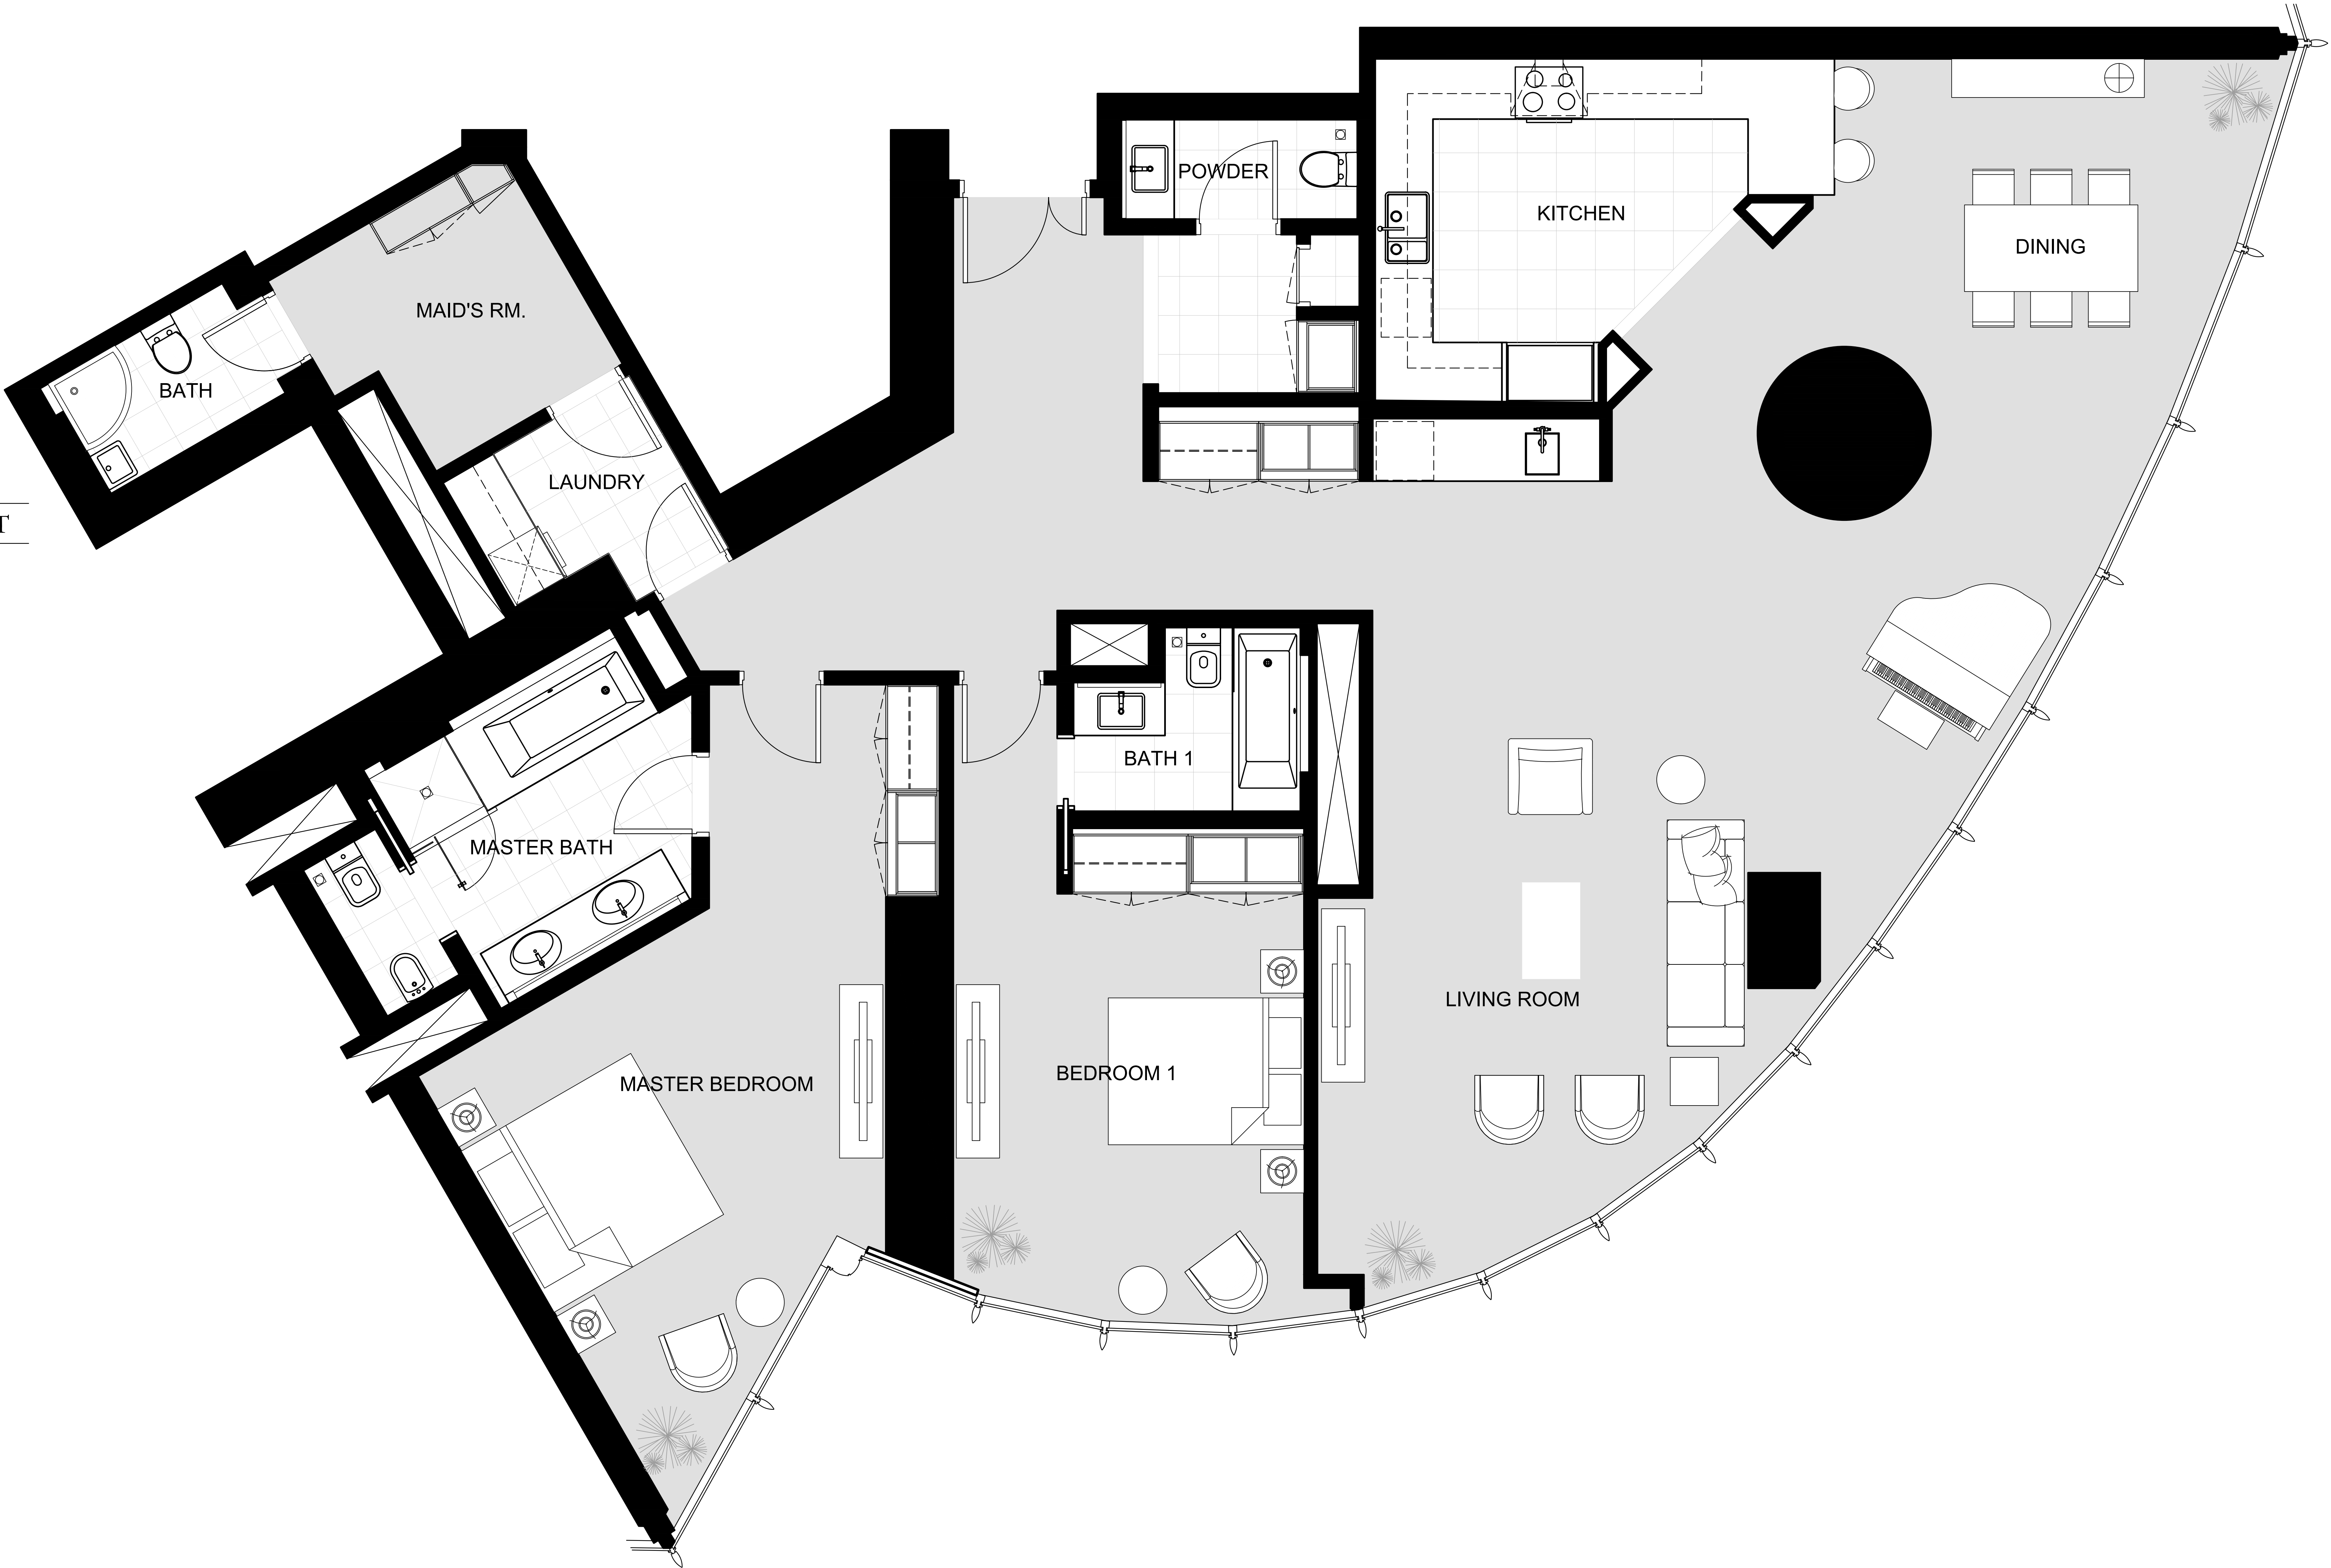 POWDER
KITCHEN
DINING
MAID'S RM.
BATH
LAUNDRY
T
BATH 1
MASTER BATH
LIVING ROOM
BEDROOM 1
MASTER BEDROOM